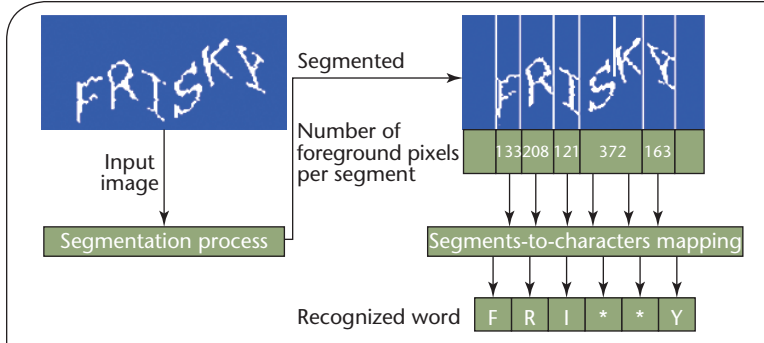 FRISKY
Segmented
FRISKY
Number of
foreground pixels
per segment
133 208 121 372 163
Input
image
Segmentation process
Segments-to-characters mapping
Recognized word
F R I * * Y